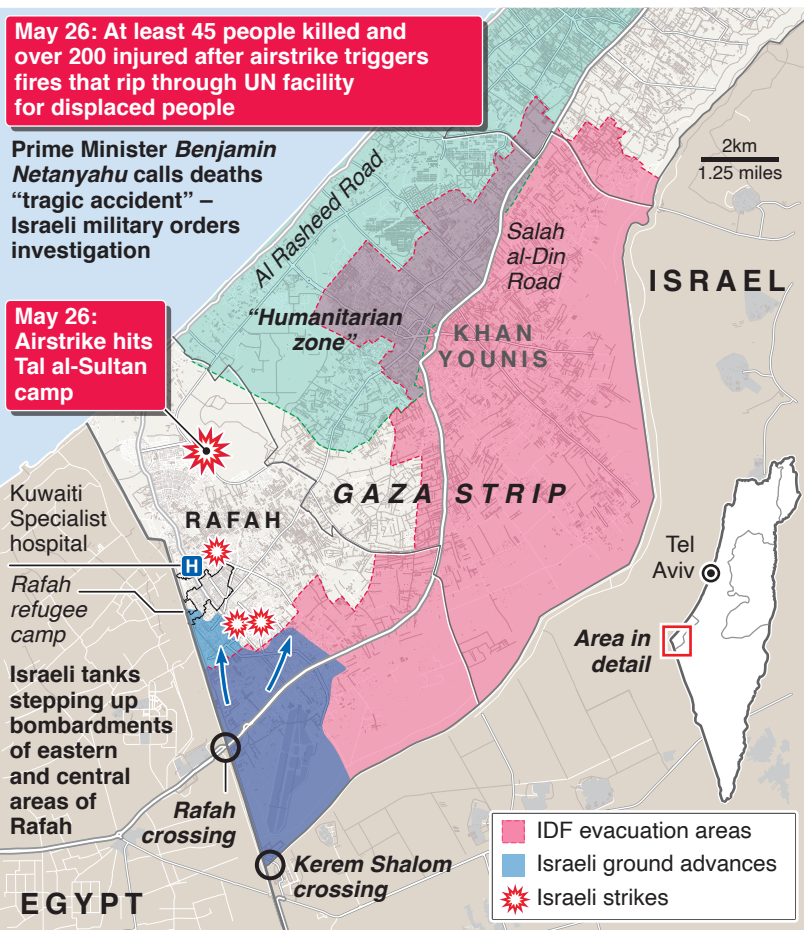 May 26: At least 45 people killed and
over 200 injured after airstrike triggers
fires that rip through UN facility
for displaced people
Prime Minister Benjamin
Netanyahu calls deaths
“tragic accident” –
Israeli military orders
investigation
2km
1.25 miles
Al Rasheed Road
Salah
al-Din
Road
ISRAEL
“Humanitarian
zone”
KHAN
YOUNIS
May 26:
Airstrike hits
Tal al-Sultan
camp
GAZA STRIP
Kuwaiti
Specialist
hospital
RAFAH
H
Rafah
refugee
camp
Tel
Aviv
Area in
detail
Israeli tanks
stepping up
bombardments
of eastern
and central
areas of
Rafah
Rafah
crossing
Kerem Shalom
crossing
EGYPT
IDF evacuation areas
Israeli ground advances
Israeli strikes